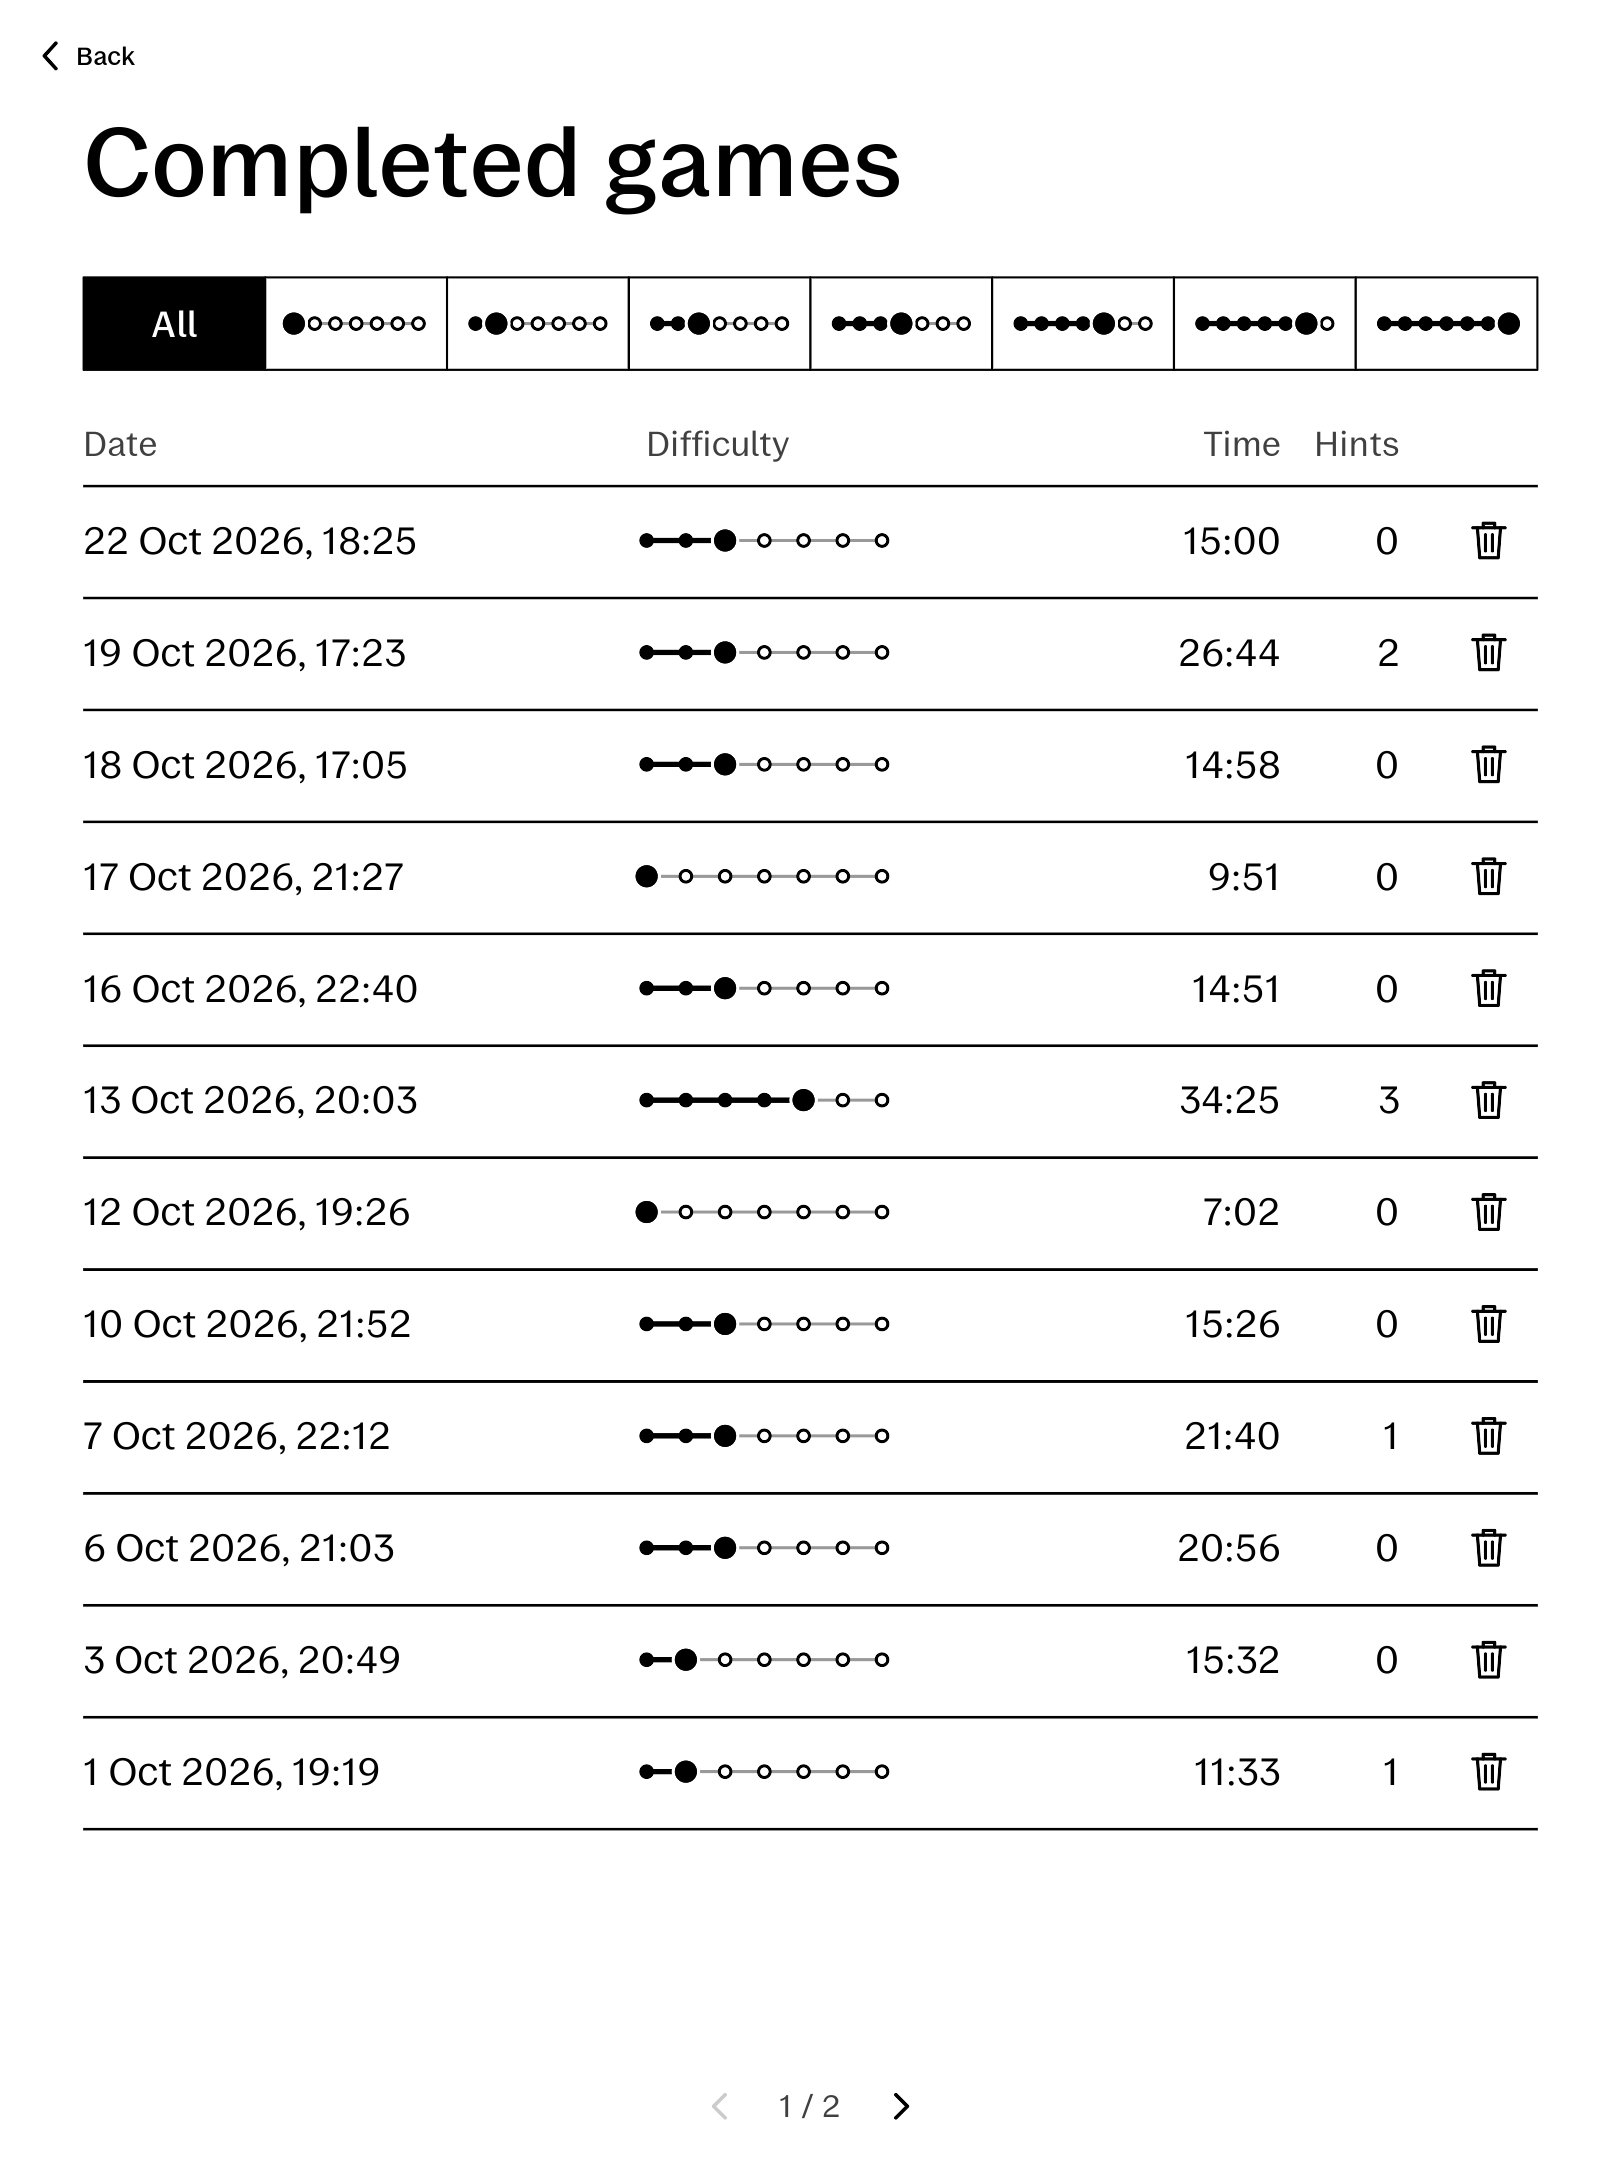 Back
Completed games
All
Date Difficulty Time Hints
22 Oct 2026, 18:25 15:00 0
19 Oct 2026, 17:23 26:44 2
18 Oct 2026, 17:05 14:58 0
17 Oct 2026, 21:27 9:51 0
16 Oct 2026, 22:40 14:51 0
13 Oct 2026, 20:03 34:25 3
12 Oct 2026, 19:26 7:02 0
10 Oct 2026, 21:52 15:26 0
7 Oct 2026, 22:12 21:40 1
6 Oct 2026, 21:03 20:56 0
3 Oct 2026, 20:49 15:32 0
1 Oct 2026, 19:19 11:33 1
1 / 2